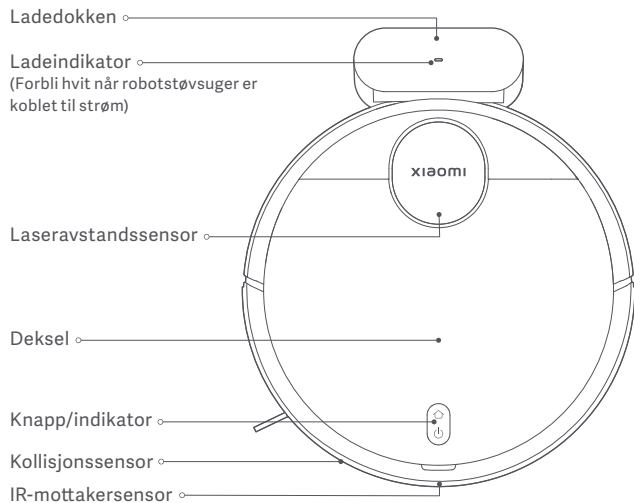 Ladedokken
Ladeindikator
(Forbli hvit når robotstøvsuger er
koblet til strøm)
xiaomi
Laseravstandssensor
Deksel
Knapp/indikator
Kollisjonssensor
IR-mottakersensor